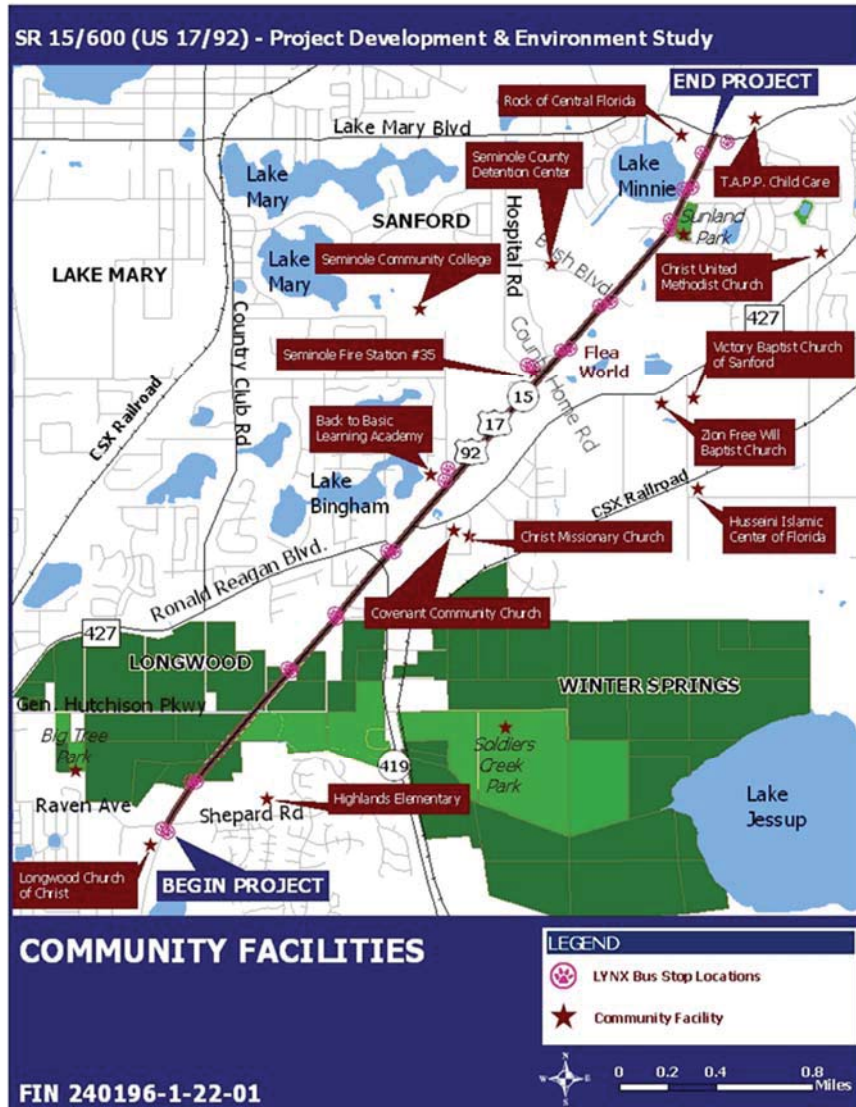 SR 15/600 (US 17/92) - Project Development & Environment Study
END PROJECT
Rock of Central Florida
Lake Mary Blvd
Seminole County
Detention Center
Lake
Mary
Lake
Minnie
T.A.P.P. Child Care
SANFORD
Hospital Rd
Sunland
Park
LAKE MARY
Lake
Mary
Seminole Community College
Bush Blvd
Christ United
Methodist Church
Country Club Rd
427
Seminole Fire Station #35
County Home Rd
Flea
World
Victory Baptist Church
of Sanford
CSX Railroad
15
17
92
Back to Basic
Learning Academy
Zion Free Will
Baptist Church
Lake
Bingham
CSX Railroad
Husseini Islamic
Center of Florida
Christ Missionary Church
Ronald Reagan Blvd.
Covenant Community Church
427
LONGWOOD
WINTER SPRINGS
Gen. Hutchison Pkwy
Big Tree
Park
Soldiers
Creek
Park
419
Raven Ave
Shepard Rd
Highlands Elementary
Lake
Jessup
Longwood Church
of Christ
BEGIN PROJECT
COMMUNITY FACILITIES
LEGEND
LYNX Bus Stop Locations
Community Facility
N
W
E
S
0 0.2 0.4 0.8
Miles
FIN 240196-1-22-01